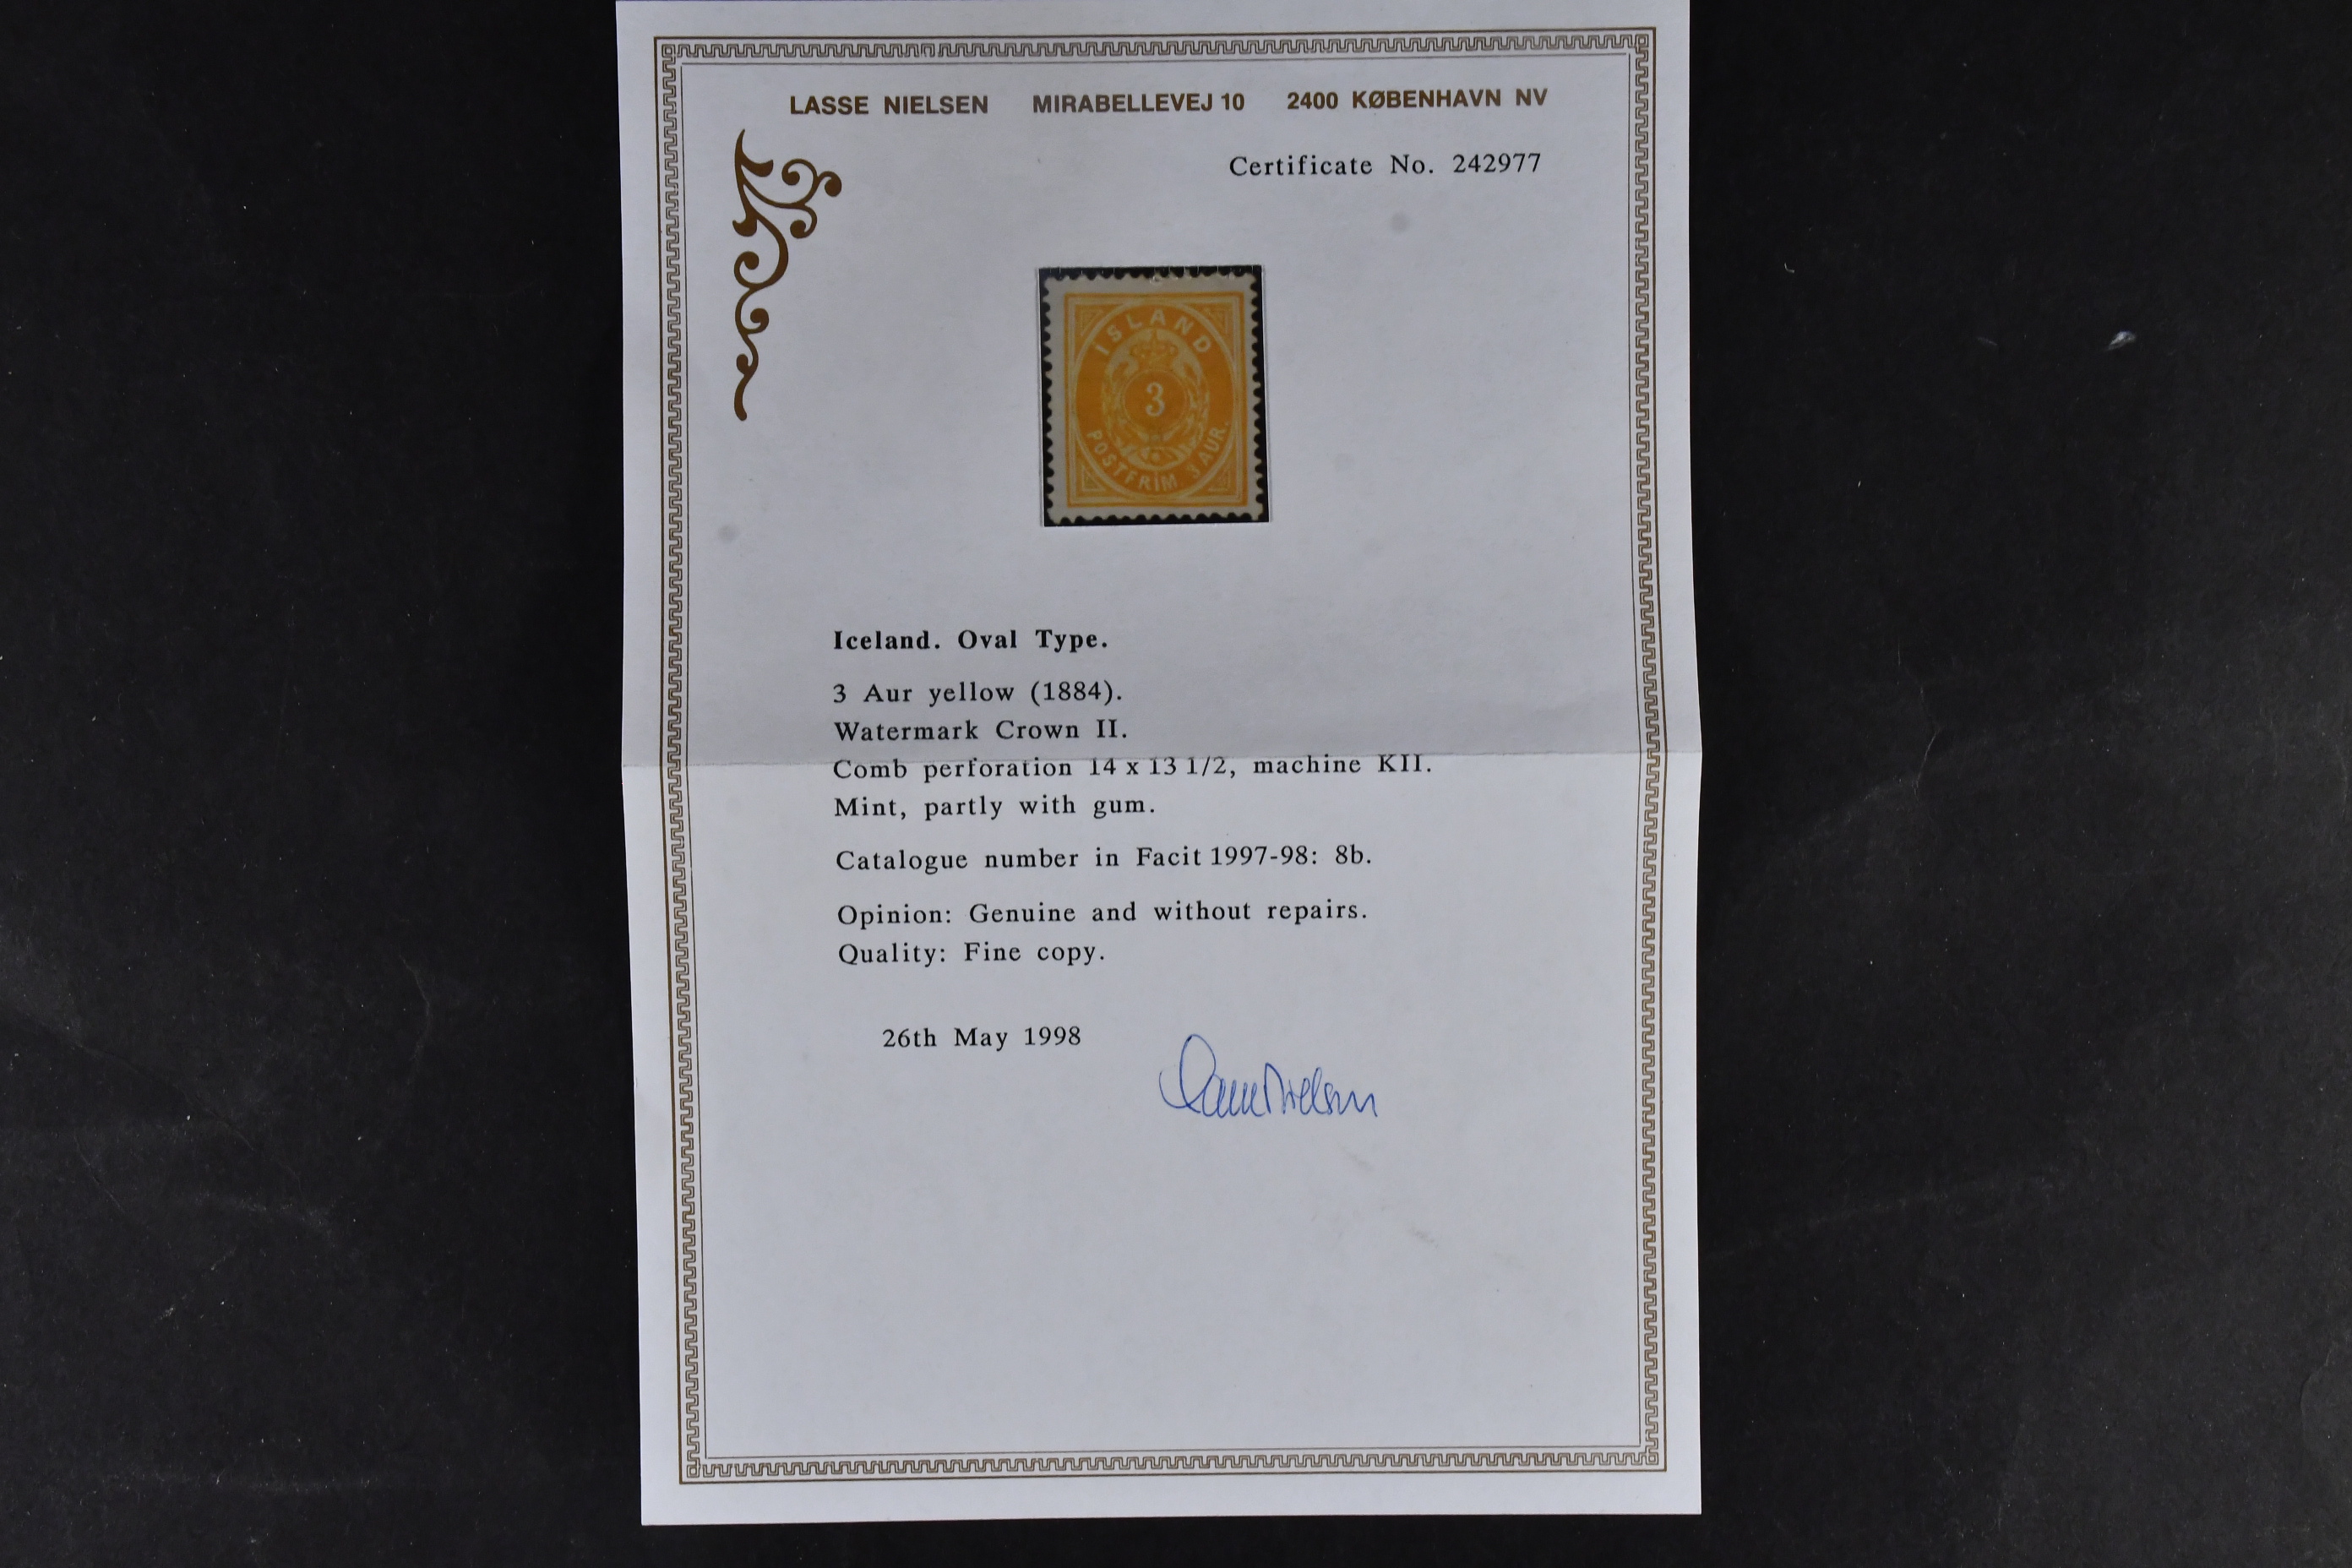 LASSE NIELSEN MIRABELLEVEJ 10 2400 KØBENHAVN NV
Certificate No. 242977
ISLAND
3
POSTFRIM. 3 AUR.
Iceland. Oval Type.
3 Aur yellow (1884).
Watermark Crown II.
Comb perforation 14 x 13 1/2, machine KII.
Mint, partly with gum.
Catalogue number in Facit 1997-98: 8b.
Opinion: Genuine and without repairs.
Quality: Fine copy.
26th May 1998
Lasse Nielsen